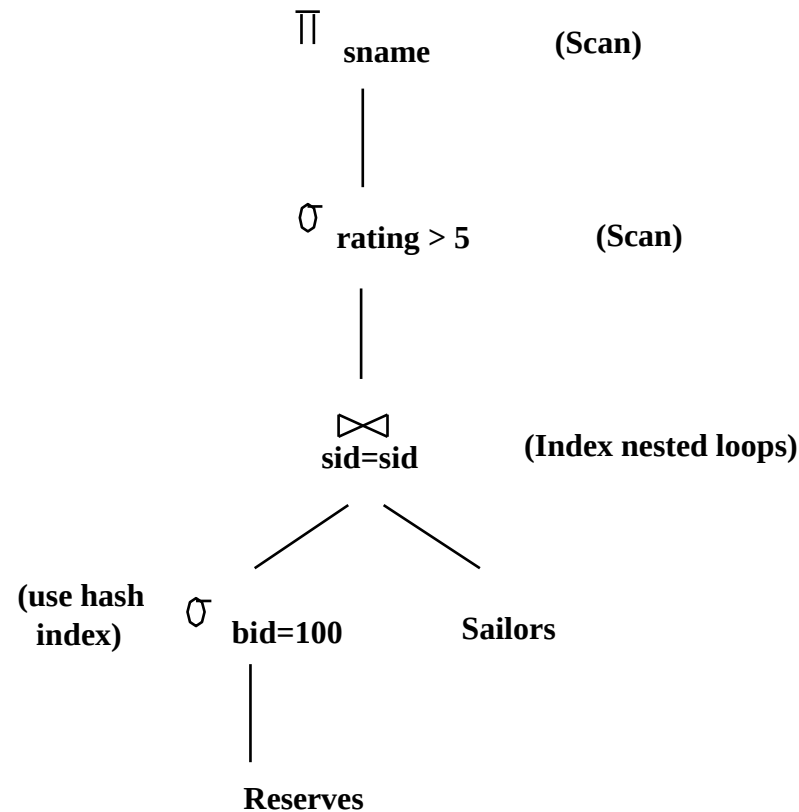 π sname (Scan)
σ rating > 5 (Scan)
⋈
sid=sid (Index nested loops)
(use hash
index)
σ bid=100
Sailors
Reserves